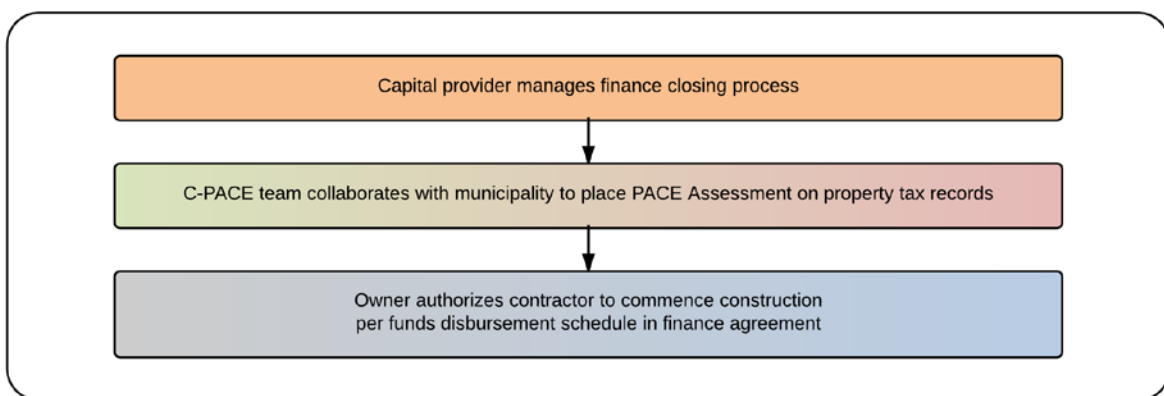 Capital provider manages finance closing process
C-PACE team collaborates with municipality to place PACE Assessment on property tax records
Owner authorizes contractor to commence construction
per funds disbursement schedule in finance agreement